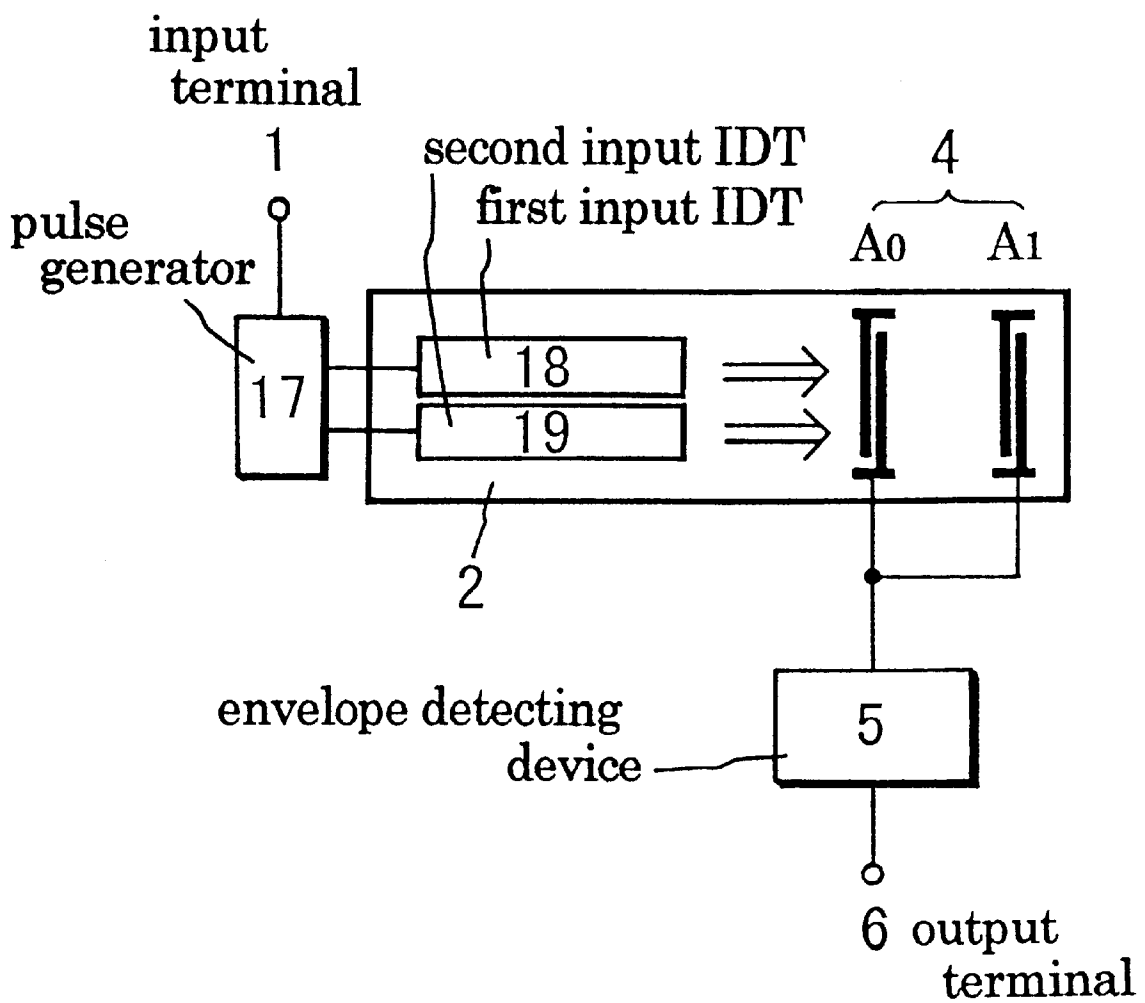 input
terminal
1
second input IDT
first input IDT
4
A0
A1
pulse
generator
18
17
19
2
envelope detecting
device
5
6 output
terminal